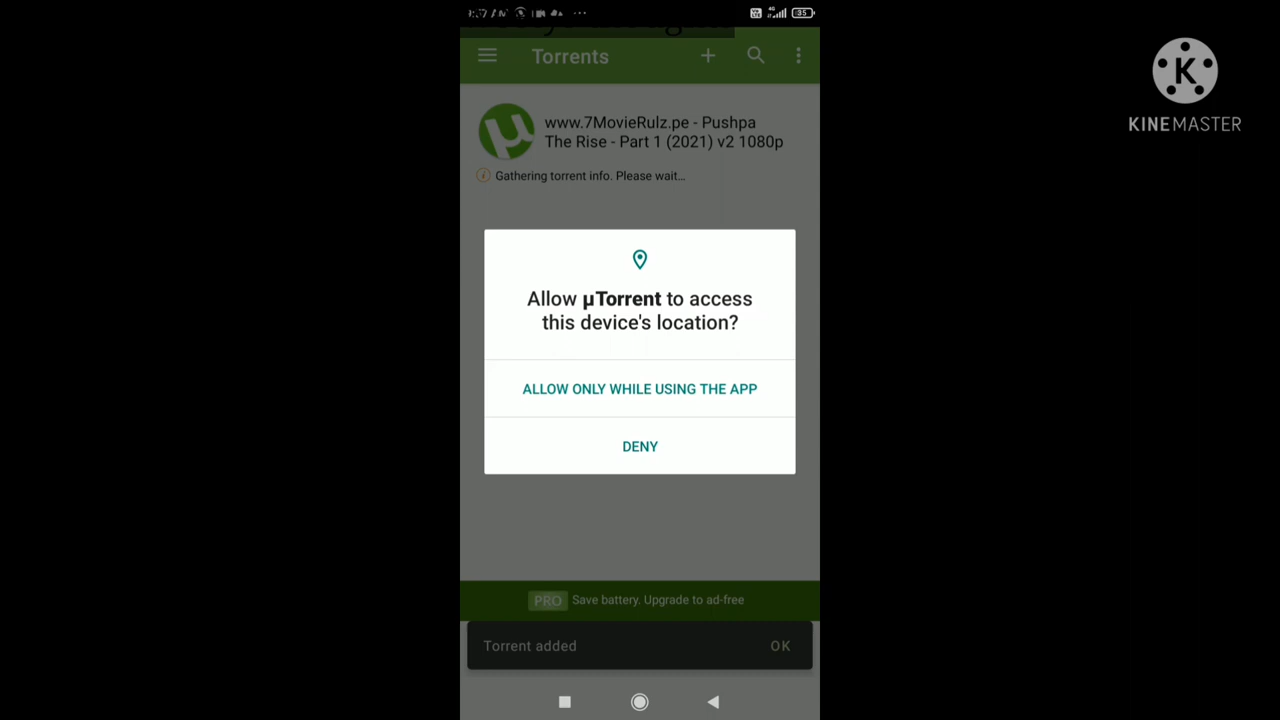 35
Torrents
www.7MovieRulz.pe - Pushpa
The Rise - Part 1 (2021) v2 1080p
Gathering torrent info. Please wait...
Allow µTorrent to access
this device's location?
ALLOW ONLY WHILE USING THE APP
DENY
PRO Save battery. Upgrade to ad-free
Torrent added OK
K
KINEMASTER